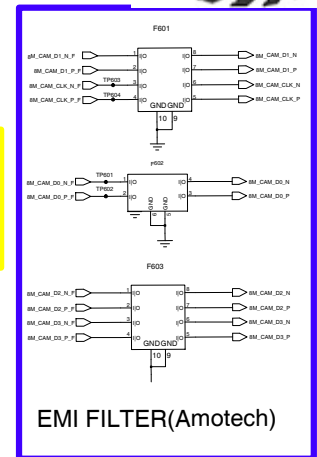 F601
8M_CAM_D1_N_F 1 I/O I/O 8 8M_CAM_D1_N
8M_CAM_D1_P_F 2 I/O I/O 7 8M_CAM_D1_P
8M_CAM_CLK_N_F TP603 3 I/O I/O 6 8M_CAM_CLK_N
8M_CAM_CLK_P_F TP604 4 I/O I/O 8M_CAM_CLK_P
GND GND
10 9
F602
8M_CAM_D0_N_F TP601 1 I/O I/O 4 8M_CAM_D0_N
8M_CAM_D0_P_F TP602 2 I/O I/O 3 8M_CAM_D0_P
GND GND
6 5
F603
8M_CAM_D2_N_F 1 I/O I/O 8 8M_CAM_D2_N
8M_CAM_D2_P_F 2 I/O I/O 7 8M_CAM_D2_P
8M_CAM_D3_N_F 3 I/O I/O 6 8M_CAM_D3_N
8M_CAM_D3_P_F 4 I/O I/O 5 8M_CAM_D3_P
GND GND
10 9
EMI FILTER(Amotech)